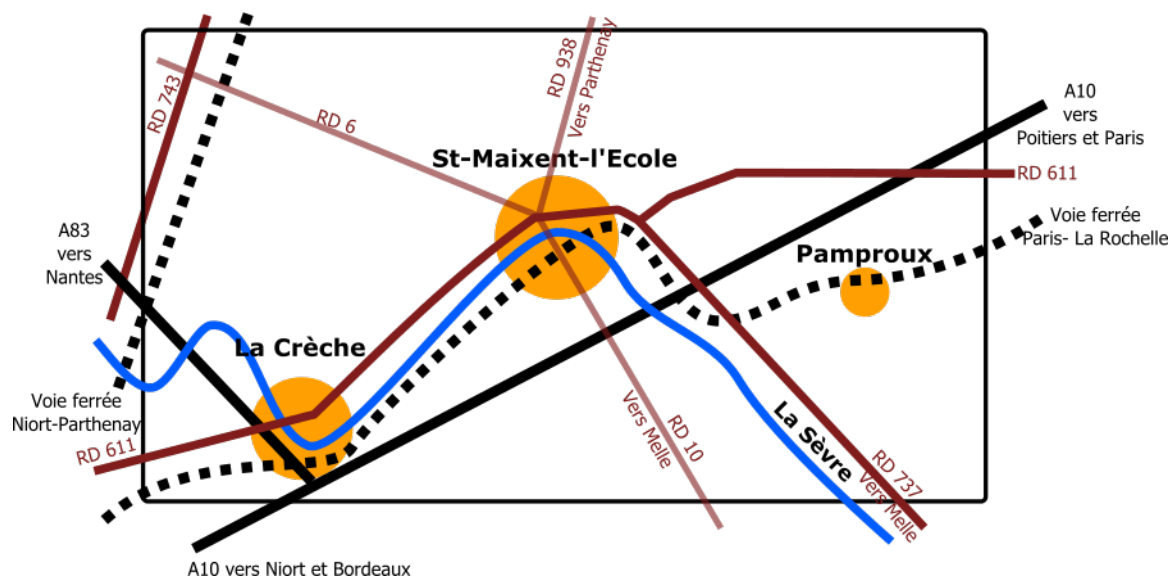 RD 743
RD 6
RD 938
Vers Parthenay
A10
vers
Poitiers et Paris
St-Maixent-l'Ecole
RD 611
Voie ferrée
Paris- La Rochelle
A83
vers
Nantes
Pamproux
La Crèche
Voie ferrée
Niort-Parthenay
RD 611
Vers Melle
RD 10
La Sèvre
RD 737
Vers Melle
A10 vers Niort et Bordeaux